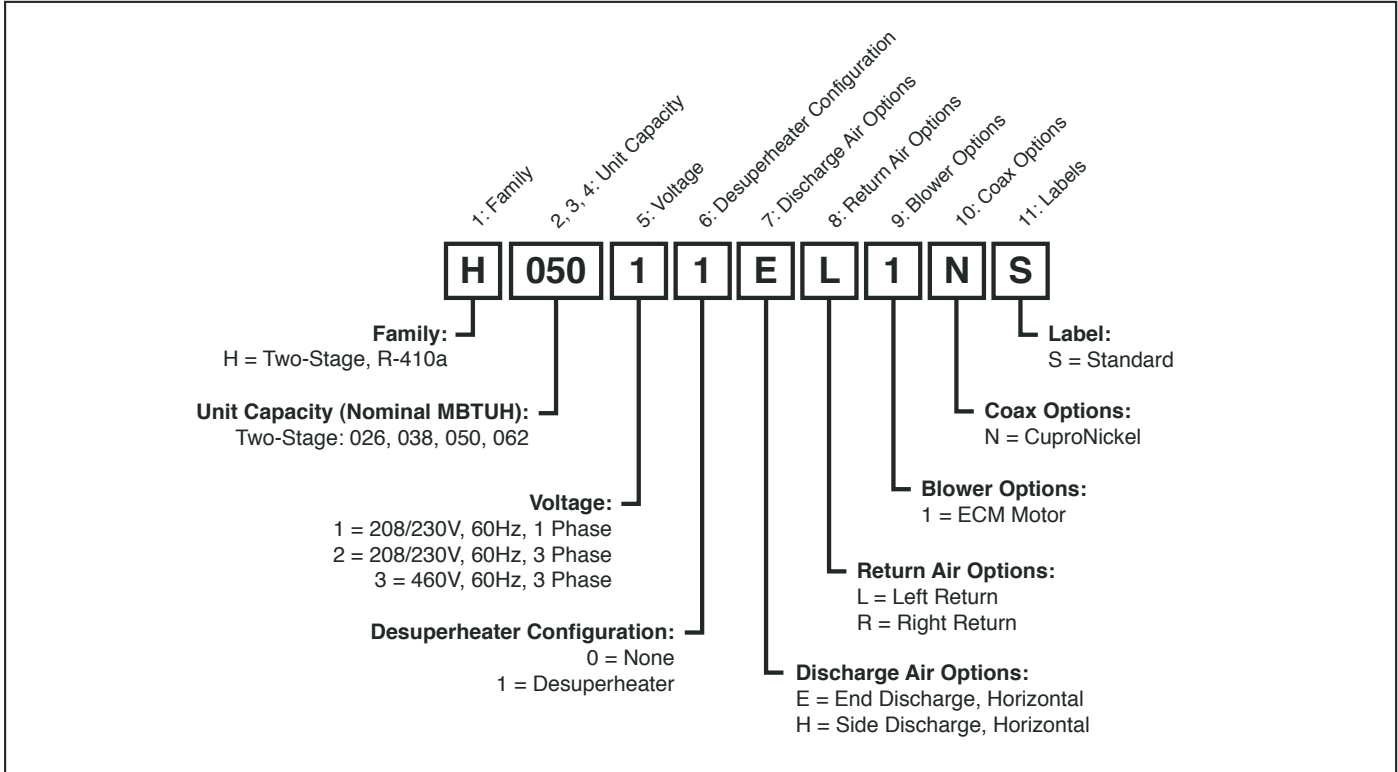 1: Family
2, 3, 4: Unit Capacity
5: Voltage
6: Desuperheater Configuration
7: Discharge Air Options
8: Return Air Options
9: Blower Options
10: Coax Options
11: Labels
H 050 1 1 E L 1 N S
Family:
H = Two-Stage, R-410a
Unit Capacity (Nominal MBTUH):
Two-Stage: 026, 038, 050, 062
Voltage:
1 = 208/230V, 60Hz, 1 Phase
2 = 208/230V, 60Hz, 3 Phase
3 = 460V, 60Hz, 3 Phase
Desuperheater Configuration:
0 = None
1 = Desuperheater
Label:
S = Standard
Coax Options:
N = CuproNickel
Blower Options:
1 = ECM Motor
Return Air Options:
L = Left Return
R = Right Return
Discharge Air Options:
E = End Discharge, Horizontal
H = Side Discharge, Horizontal